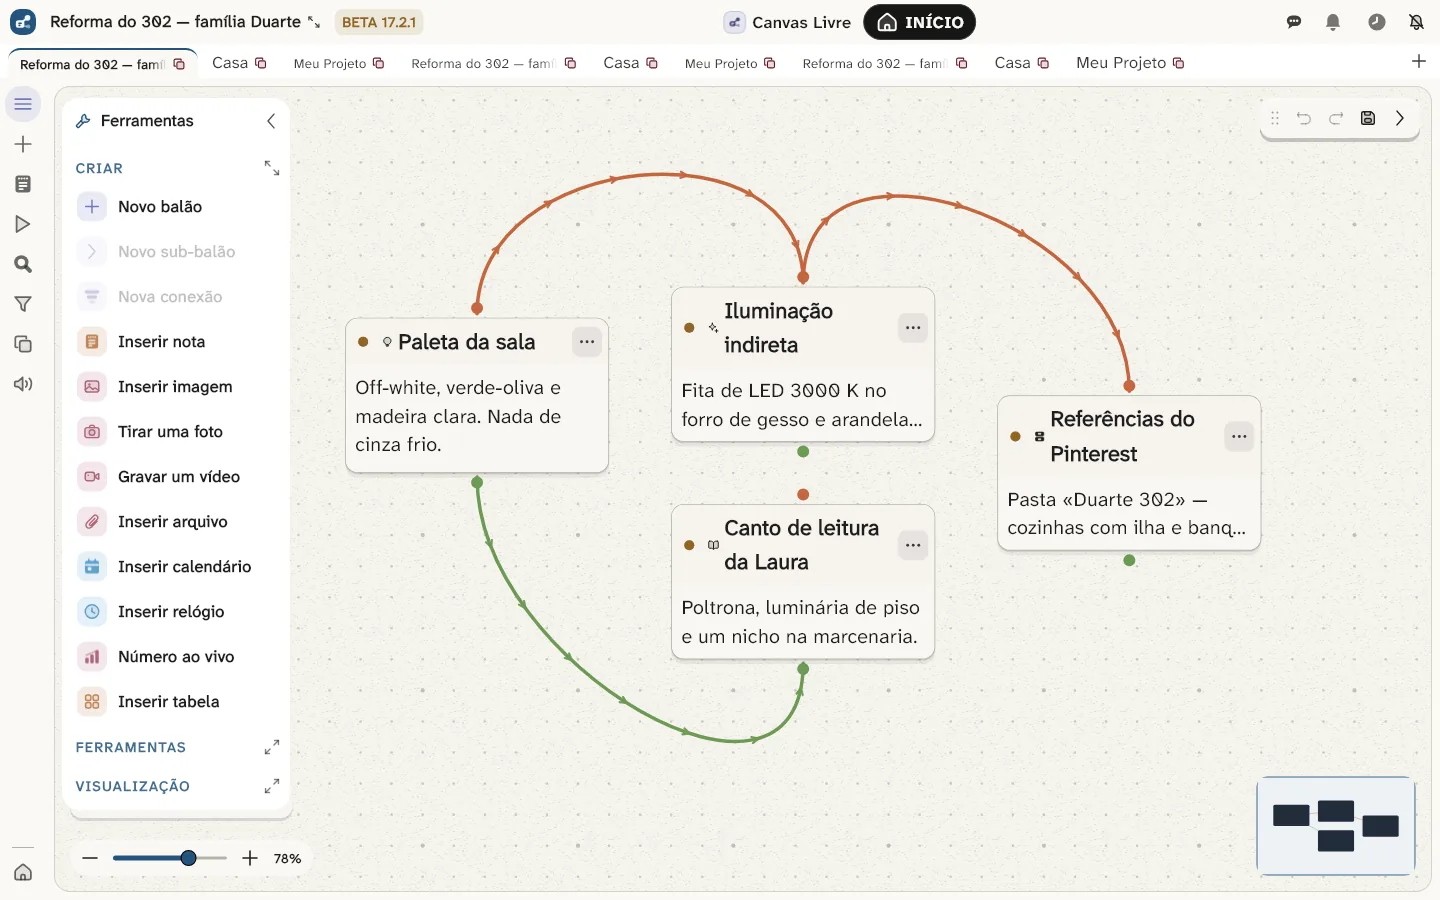 Reforma do 302 — família Duarte
BETA 17.2.1
Canvas Livre
INÍCIO
Reforma do 302 — fam
Casa
Meu Projeto
Reforma do 302 — fam
Casa
Meu Projeto
Reforma do 302 — fam
Casa
Meu Projeto
Ferramentas
CRIAR
Novo balão
Novo sub-balão
Nova conexão
Inserir nota
Inserir imagem
Tirar uma foto
Gravar um vídeo
Inserir arquivo
Inserir calendário
Inserir relógio
Número ao vivo
Inserir tabela
FERRAMENTAS
VISUALIZAÇÃO
78%
Paleta da sala
Off-white, verde-oliva e
madeira clara. Nada de
cinza frio.
Iluminação
indireta
Fita de LED 3000 K no
forro de gesso e arandela...
Canto de leitura
da Laura
Poltrona, luminária de piso
e um nicho na marcenaria.
Referências do
Pinterest
Pasta «Duarte 302» —
cozinhas com ilha e banq...